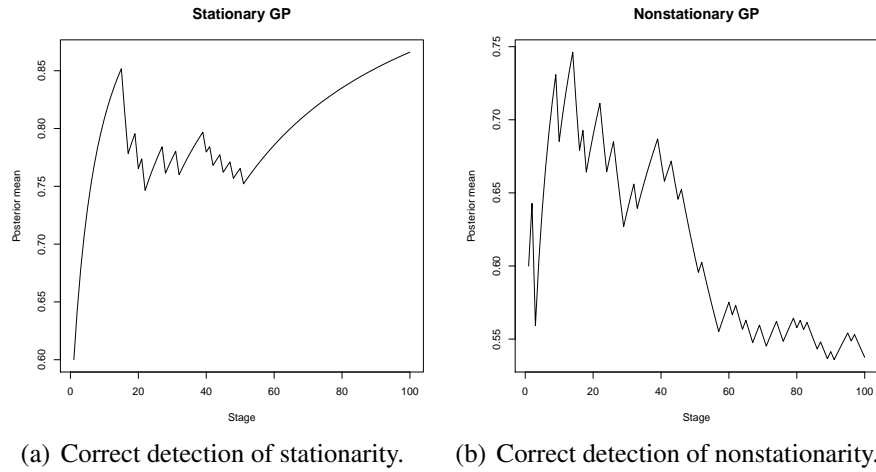 Stationary GP
Posterior mean
0.60 0.65 0.70 0.75 0.80 0.85
0 20 40 60 80 100
Stage
(a) Correct detection of stationarity.
Nonstationary GP
Posterior mean
0.55 0.60 0.65 0.70 0.75
0 20 40 60 80 100
Stage
(b) Correct detection of nonstationarity.